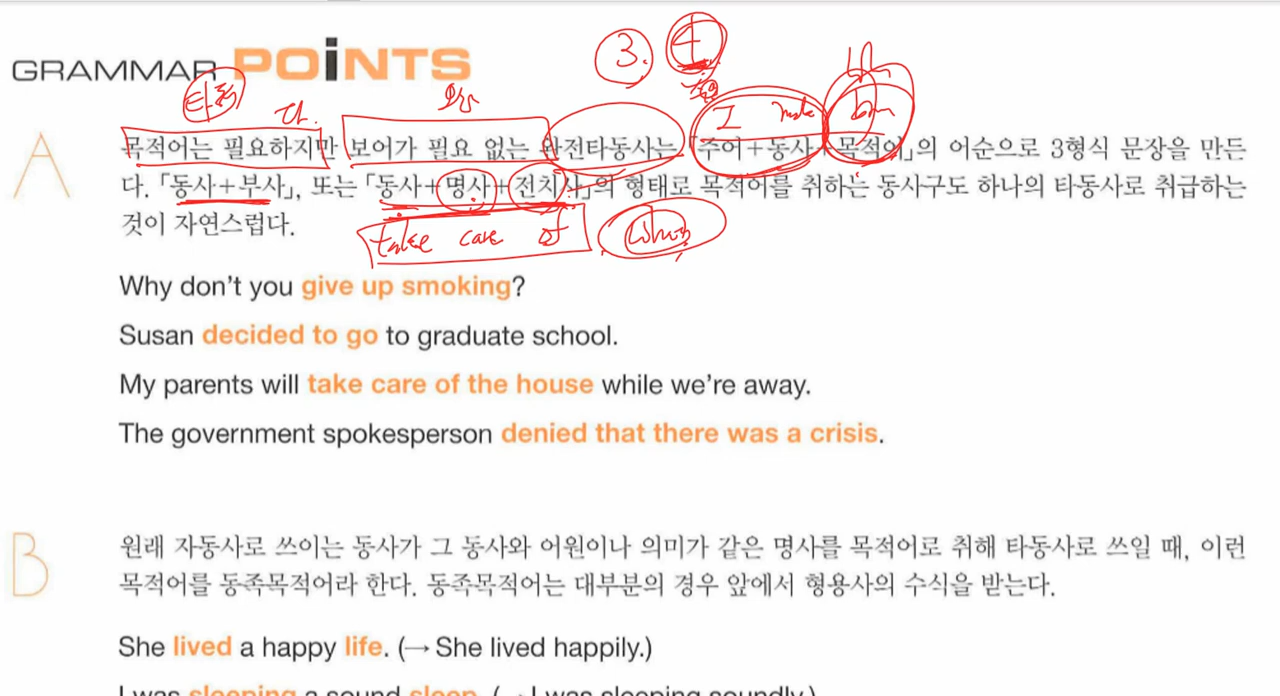 GRAMMAR POiNTS
3. 4
타동
다.
I make
A
목적어는 필요하지만 보어가 필요 없는 완전타동사는 「주어+동사+목적어」의 어순으로 3형식 문장을 만든
다. 「동사+부사」, 또는 「동사+명사+전치사」의 형태로 목적어를 취하는 동사구도 하나의 타동사로 취급하는
것이 자연스럽다.
take care of
Why don't you give up smoking?
Susan decided to go to graduate school.
My parents will take care of the house while we're away.
The government spokesperson denied that there was a crisis.
B
원래 자동사로 쓰이는 동사가 그 동사와 어원이나 의미가 같은 명사를 목적어로 취해 타동사로 쓰일 때, 이런
목적어를 동족목적어라 한다. 동족목적어는 대부분의 경우 앞에서 형용사의 수식을 받는다.
She lived a happy life. (→ She lived happily.)
I was sleeping a sound sleep. (→ I was sleeping soundly.)